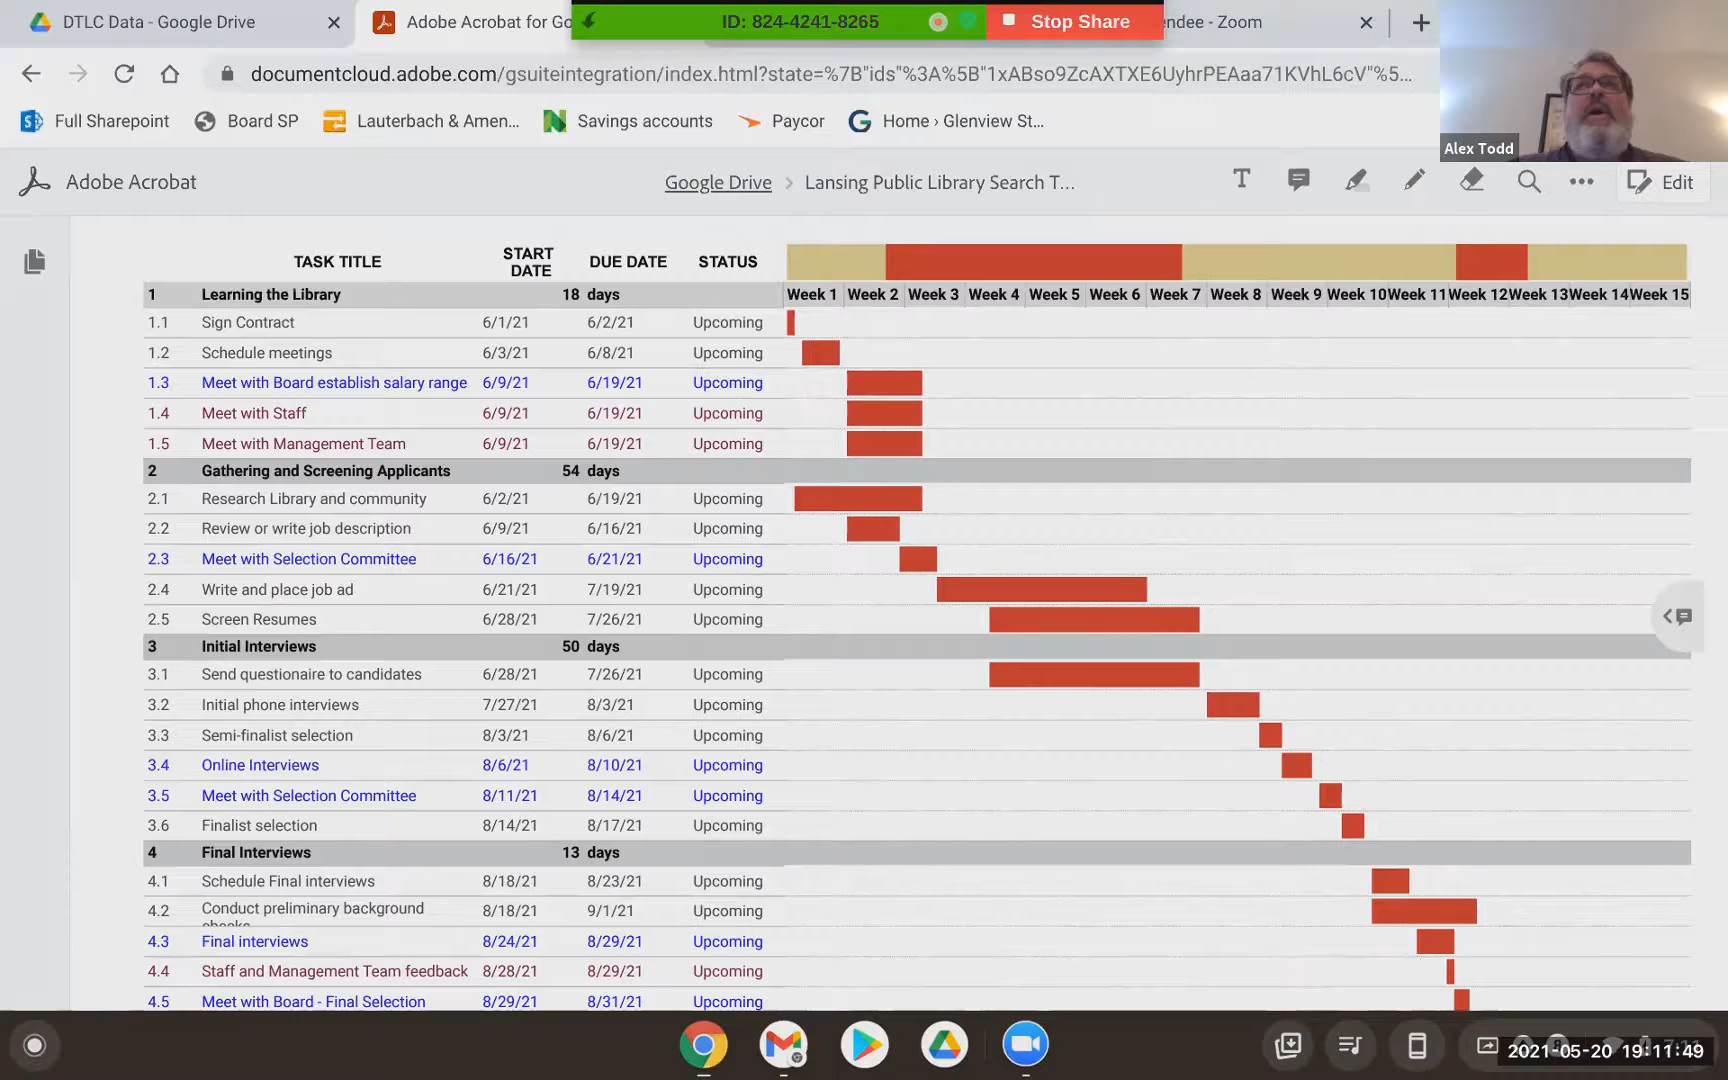 DTLC Data - Google Drive
Adobe Acrobat for Go
ID: 824-4241-8265
Stop Share
endee - Zoom
documentcloud.adobe.com/gsuiteintegration/index.html?state=%7B"ids"%3A%5B"1xABso9ZcAXTXE6UyhrPEAaa71KVhL6cV"%5...
Full Sharepoint
Board SP
Lauterbach & Amen...
Savings accounts
Paycor
Home › Glenview St...
Alex Todd
Adobe Acrobat
Google Drive > Lansing Public Library Search T...
Edit
TASK TITLE START DATE DUE DATE STATUS
1 Learning the Library 18 days Week 1 Week 2 Week 3 Week 4 Week 5 Week 6 Week 7 Week 8 Week 9 Week 10 Week 11 Week 12 Week 13 Week 14 Week 15
1.1 Sign Contract 6/1/21 6/2/21 Upcoming
1.2 Schedule meetings 6/3/21 6/8/21 Upcoming
1.3 Meet with Board establish salary range 6/9/21 6/19/21 Upcoming
1.4 Meet with Staff 6/9/21 6/19/21 Upcoming
1.5 Meet with Management Team 6/9/21 6/19/21 Upcoming
2 Gathering and Screening Applicants 54 days
2.1 Research Library and community 6/2/21 6/19/21 Upcoming
2.2 Review or write job description 6/9/21 6/16/21 Upcoming
2.3 Meet with Selection Committee 6/16/21 6/21/21 Upcoming
2.4 Write and place job ad 6/21/21 7/19/21 Upcoming
2.5 Screen Resumes 6/28/21 7/26/21 Upcoming
3 Initial Interviews 50 days
3.1 Send questionaire to candidates 6/28/21 7/26/21 Upcoming
3.2 Initial phone interviews 7/27/21 8/3/21 Upcoming
3.3 Semi-finalist selection 8/3/21 8/6/21 Upcoming
3.4 Online Interviews 8/6/21 8/10/21 Upcoming
3.5 Meet with Selection Committee 8/11/21 8/14/21 Upcoming
3.6 Finalist selection 8/14/21 8/17/21 Upcoming
4 Final Interviews 13 days
4.1 Schedule Final interviews 8/18/21 8/23/21 Upcoming
4.2 Conduct preliminary background checks 8/18/21 9/1/21 Upcoming
4.3 Final interviews 8/24/21 8/29/21 Upcoming
4.4 Staff and Management Team feedback 8/28/21 8/29/21 Upcoming
4.5 Meet with Board - Final Selection 8/29/21 8/31/21 Upcoming
2021-05-20 19:11:49